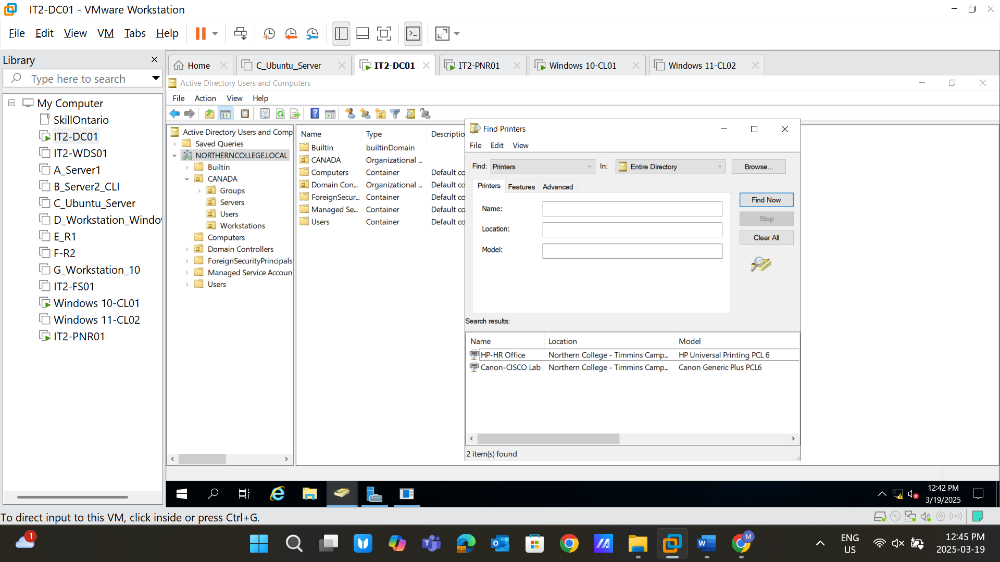 IT2-DC01 - VMware Workstation
File Edit View VM Tabs Help
Library
Type here to search
My Computer
SkillOntario
IT2-DC01
IT2-WDS01
A_Server1
B_Server2_CLI
C_Ubuntu_Server
D_Workstation_Windo
E_R1
F-R2
G_Workstation_10
IT2-FS01
Windows 10-CL01
Windows 11-CL02
IT2-PNR01
Home C_Ubuntu_Server IT2-DC01 IT2-PNR01 Windows 10-CL01 Windows 11-CL02
Active Directory Users and Computers
File Action View Help
Active Directory Users and Comp
Saved Queries
NORTHERNCOLLEGE.LOCAL
Builtin
CANADA
Groups
Servers
Users
Workstations
Computers
Domain Controllers
ForeignSecurityPrincipals
Managed Service Accoun
Users
Name Type Descriptio
Builtin builtinDomain
CANADA Organizational ...
Computers Container Default co
Domain Con... Organizational ... Default co
ForeignSecur... Container Default co
Managed Se... Container Default co
Users Container Default co
Find Printers
File Edit View
Find: Printers In: Entire Directory Browse...
Printers Features Advanced
Name:
Location:
Model:
Find Now
Stop
Clear All
Search results:
Name Location Model
HP-HR Office Northern College - Timmins Camp... HP Universal Printing PCL 6
Canon-CISCO Lab Northern College - Timmins Camp... Canon Generic Plus PCL6
2 item(s) found
12:42 PM
3/19/2025
To direct input to this VM, click inside or press Ctrl+G.
1
M
ENG
US
12:45 PM
2025-03-19